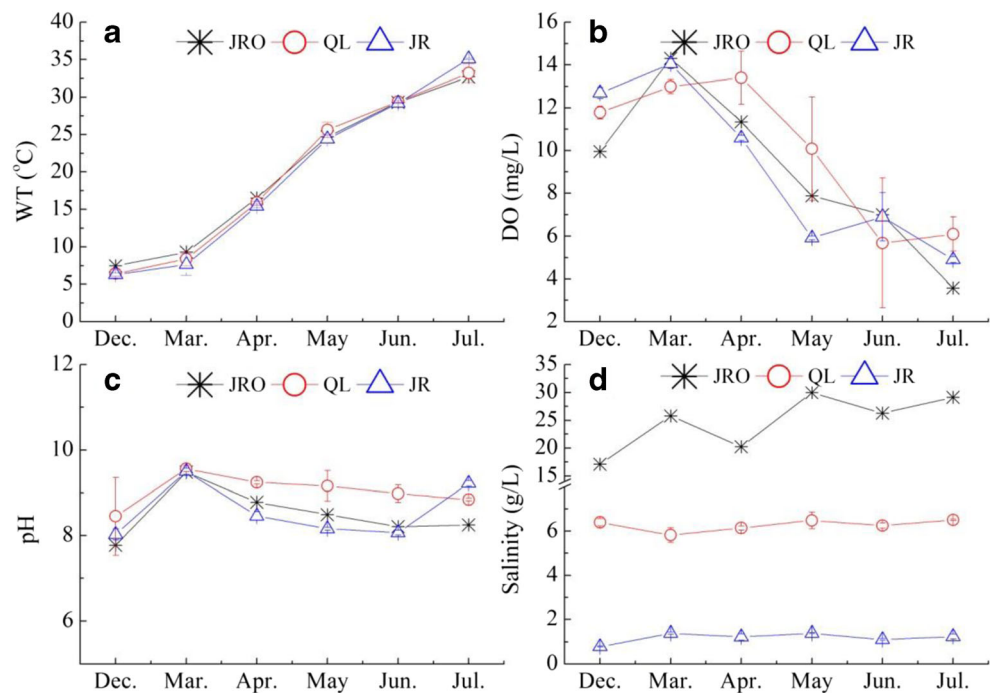 a
JRO QL JR
WT (°C)
40
35
30
25
20
15
10
5
0
Dec. Mar. Apr. May Jun. Jul.
b
JRO QL JR
DO (mg/L)
16
14
12
10
8
6
4
2
Dec. Mar. Apr. May Jun. Jul.
c
JRO QL JR
pH
12
10
8
6
Dec. Mar. Apr. May Jun. Jul.
d
JRO QL JR
Salinity (g/L)
35
30
25
20
15
6
4
2
0
Dec. Mar. Apr. May Jun. Jul.